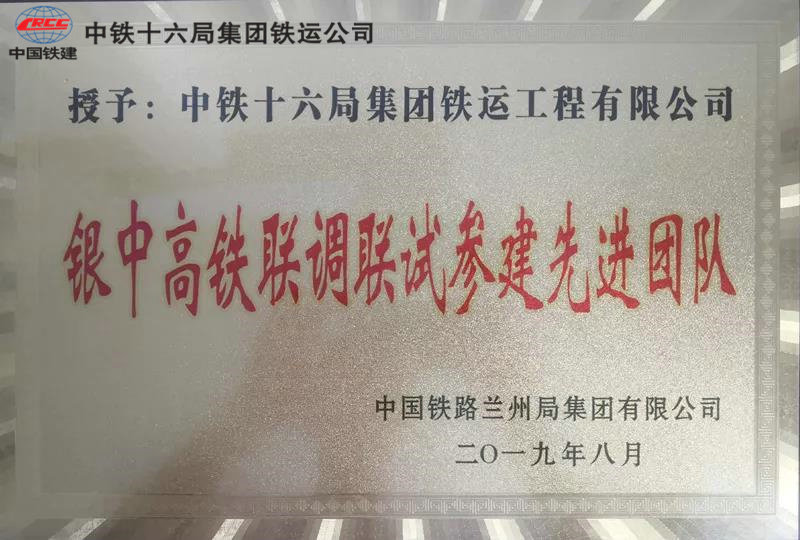 CRCC
中国铁建
中铁十六局集团铁运公司
授予：中铁十六局集团铁运工程有限公司
银中高铁联调联试参建先进团队
中国铁路兰州局集团有限公司
二〇一九年八月